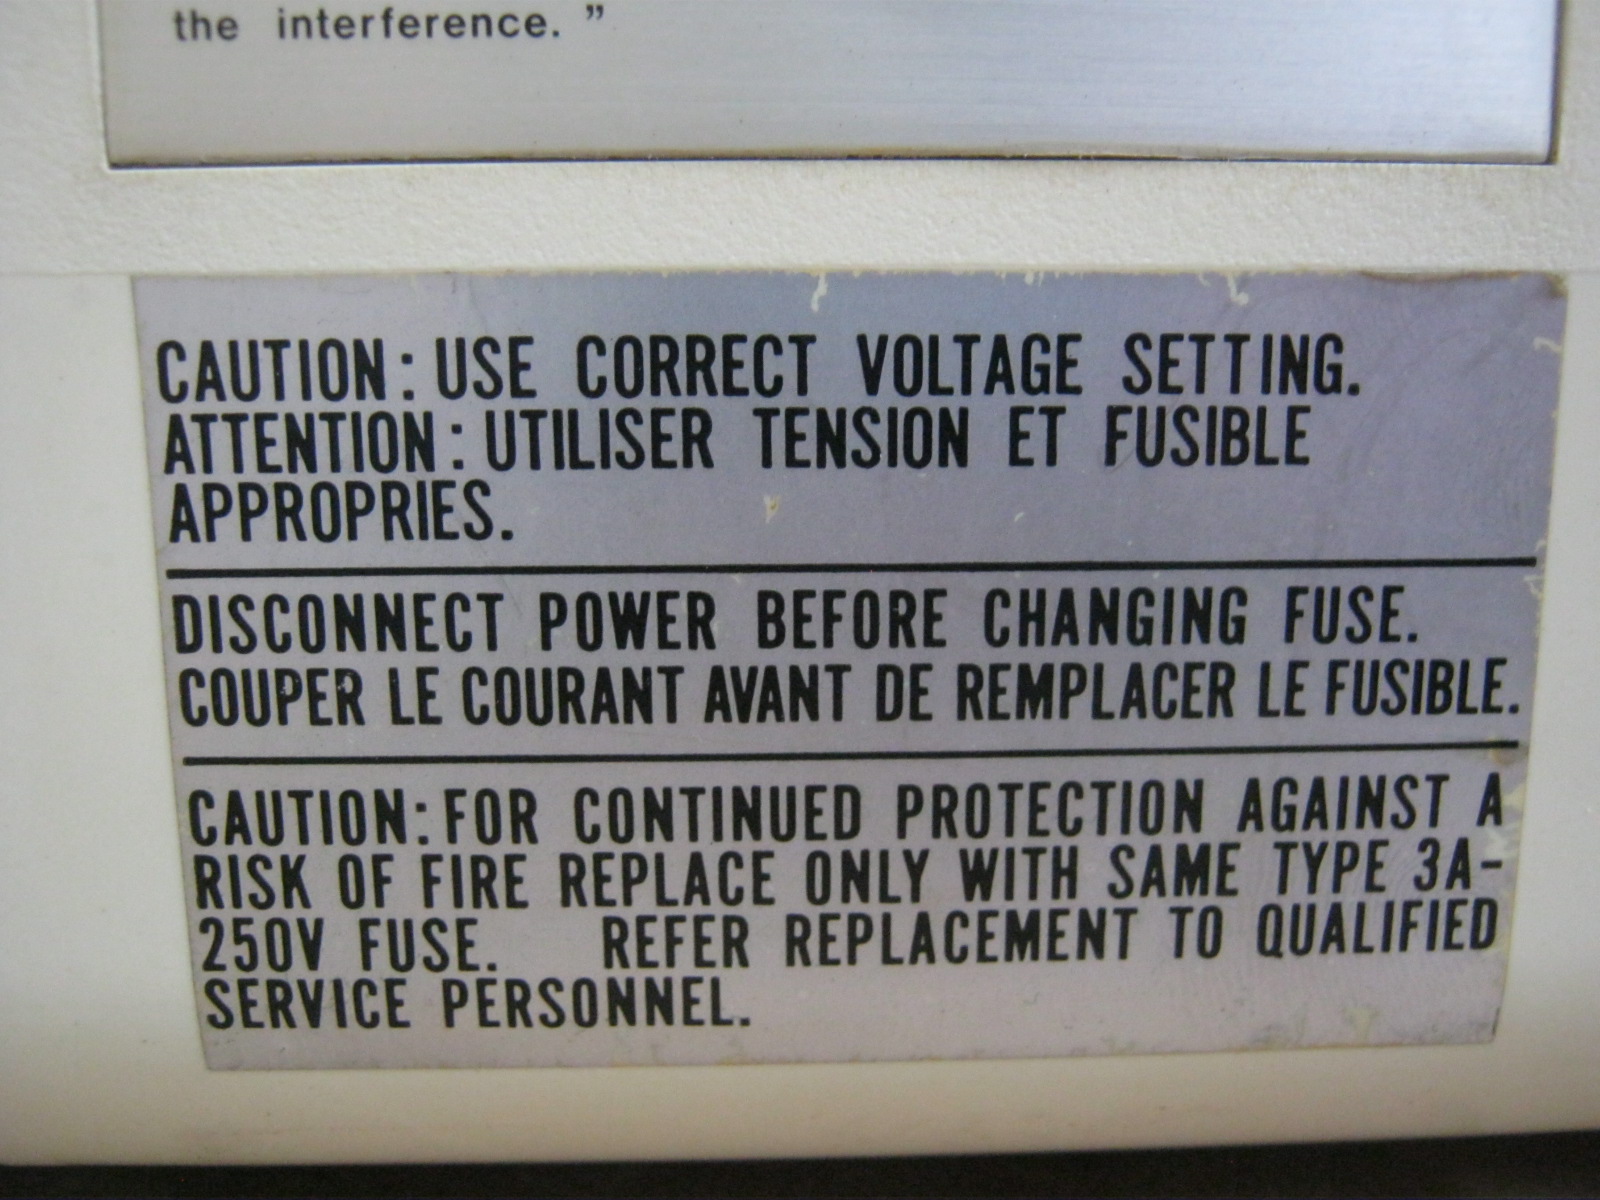 the interference. ”
CAUTION: USE CORRECT VOLTAGE SETTING.
ATTENTION: UTILISER TENSION ET FUSIBLE
APPROPRIES.
DISCONNECT POWER BEFORE CHANGING FUSE.
COUPER LE COURANT AVANT DE REMPLACER LE FUSIBLE.
CAUTION: FOR CONTINUED PROTECTION AGAINST A
RISK OF FIRE REPLACE ONLY WITH SAME TYPE 3A-
250V FUSE. REFER REPLACEMENT TO QUALIFIED
SERVICE PERSONNEL.